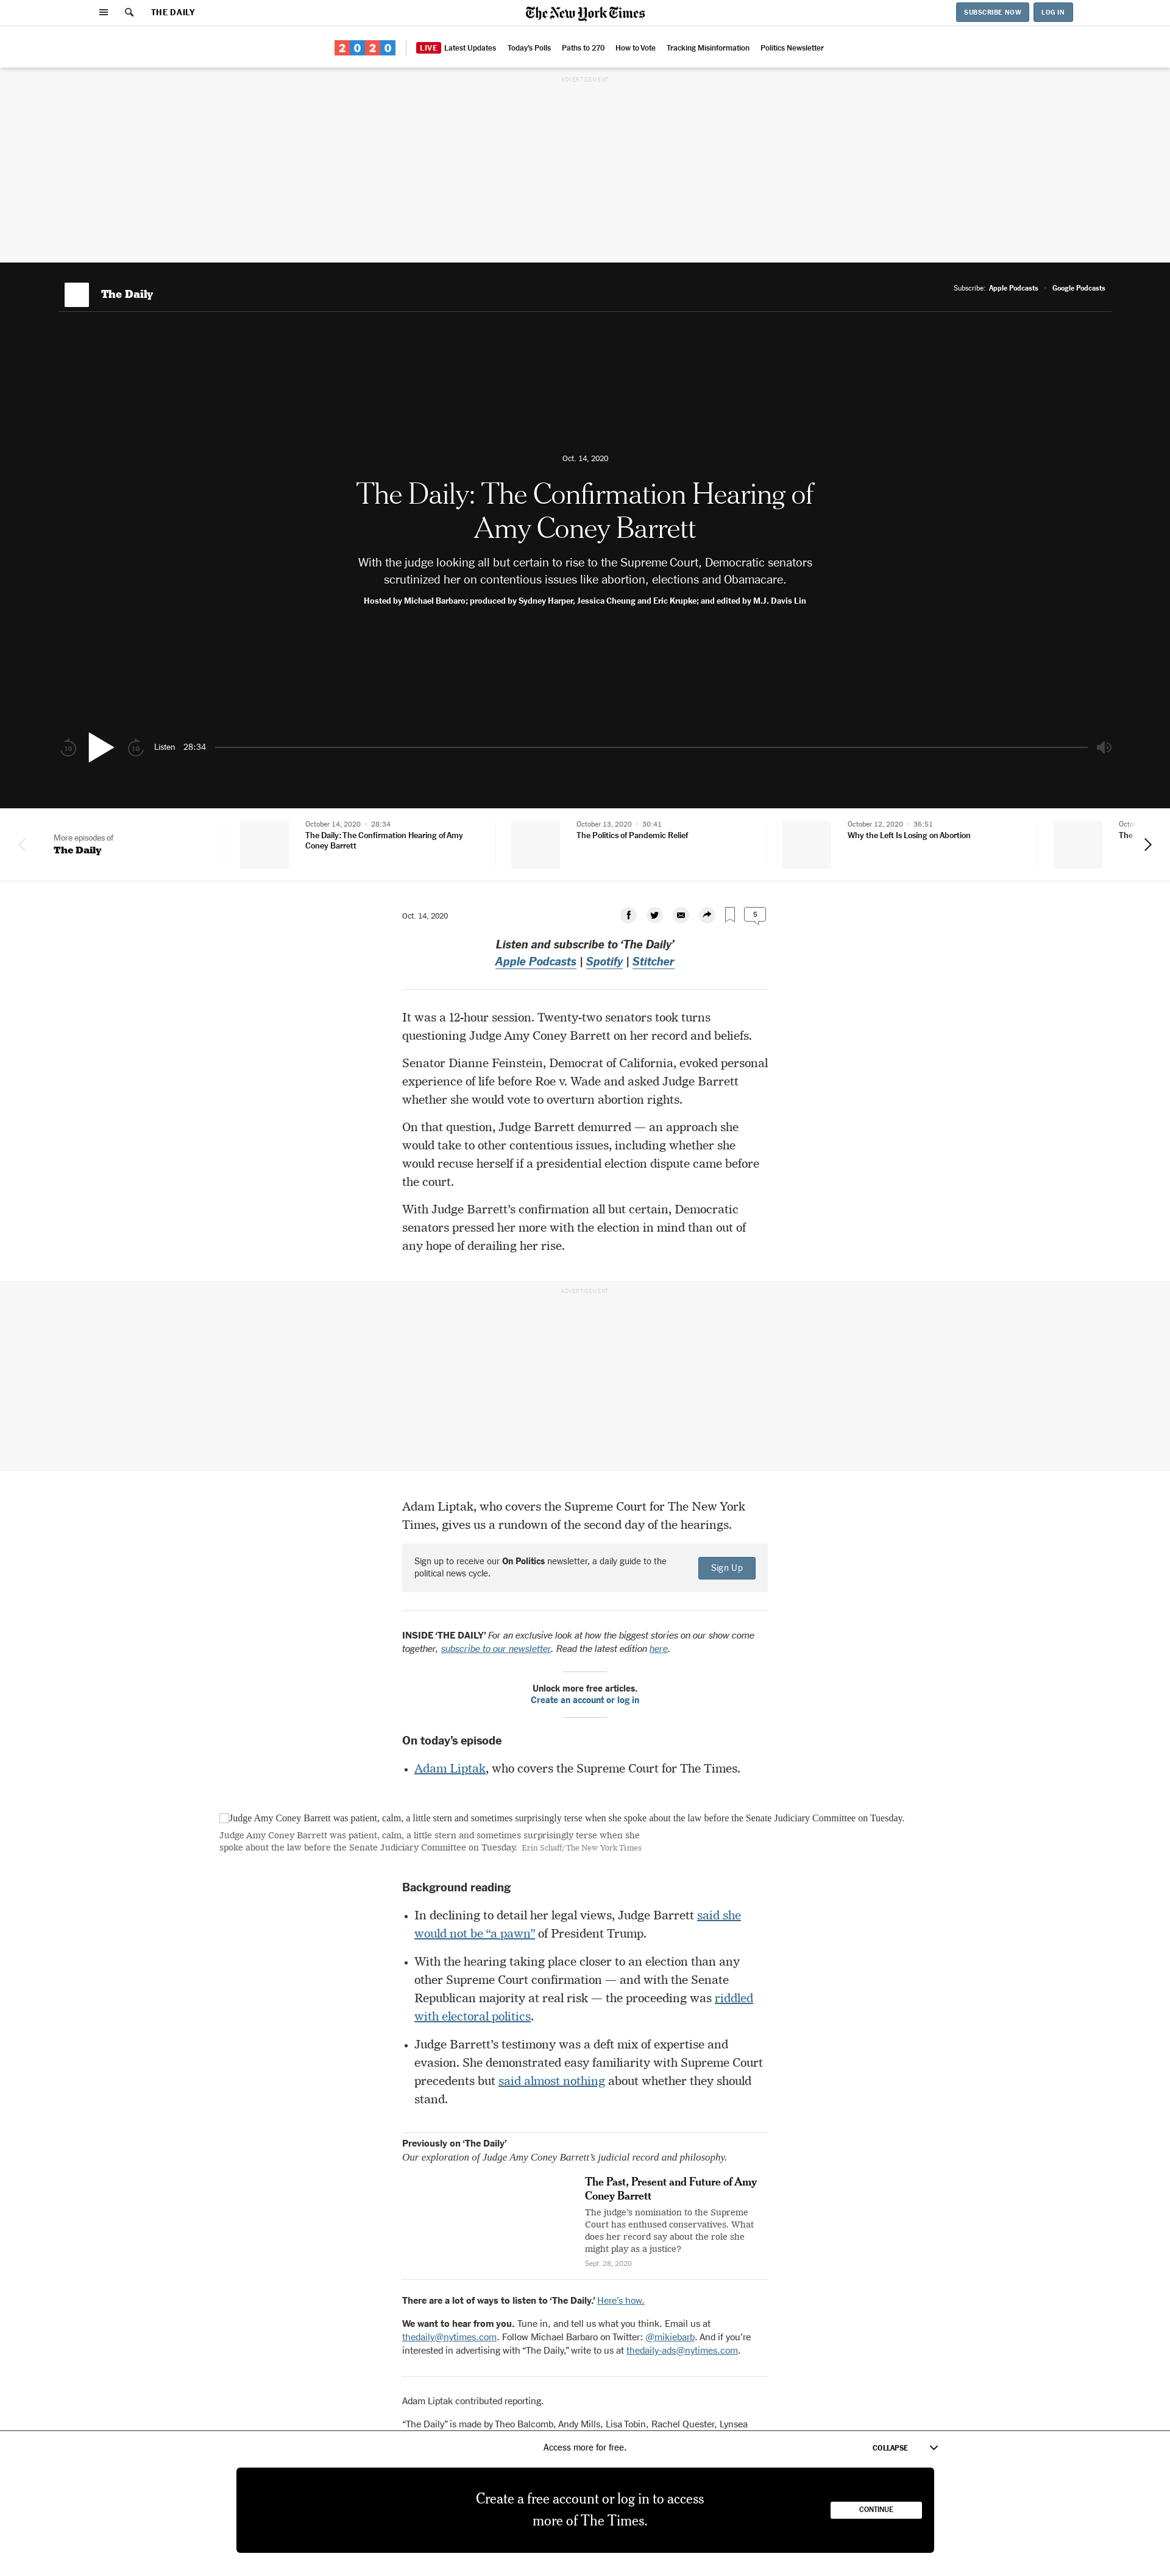 THE DAILY
The New York Times
SUBSCRIBE NOW
LOG IN
2020
LIVE Latest Updates Today's Polls Paths to 270 How to Vote Tracking Misinformation Politics Newsletter
ADVERTISEMENT
The Daily
Subscribe: Apple Podcasts • Google Podcasts
Oct. 14, 2020
The Daily: The Confirmation Hearing of
Amy Coney Barrett
With the judge looking all but certain to rise to the Supreme Court, Democratic senators
scrutinized her on contentious issues like abortion, elections and Obamacare.
Hosted by Michael Barbaro; produced by Sydney Harper, Jessica Cheung and Eric Krupke; and edited by M.J. Davis Lin
10
10
Listen 28:34
More episodes of
The Daily
October 14, 2020 • 28:34
The Daily: The Confirmation Hearing of Amy
Coney Barrett
October 13, 2020 • 30:41
The Politics of Pandemic Relief
October 12, 2020 • 36:51
Why the Left Is Losing on Abortion
Octo
The
Oct. 14, 2020
5
Listen and subscribe to ‘The Daily’
Apple Podcasts | Spotify | Stitcher
It was a 12-hour session. Twenty-two senators took turns
questioning Judge Amy Coney Barrett on her record and beliefs.
Senator Dianne Feinstein, Democrat of California, evoked personal
experience of life before Roe v. Wade and asked Judge Barrett
whether she would vote to overturn abortion rights.
On that question, Judge Barrett demurred — an approach she
would take to other contentious issues, including whether she
would recuse herself if a presidential election dispute came before
the court.
With Judge Barrett’s confirmation all but certain, Democratic
senators pressed her more with the election in mind than out of
any hope of derailing her rise.
ADVERTISEMENT
Adam Liptak, who covers the Supreme Court for The New York
Times, gives us a rundown of the second day of the hearings.
Sign up to receive our On Politics newsletter, a daily guide to the
political news cycle.
Sign Up
INSIDE ‘THE DAILY’ For an exclusive look at how the biggest stories on our show come
together, subscribe to our newsletter. Read the latest edition here.
Unlock more free articles.
Create an account or log in
On today’s episode
• Adam Liptak, who covers the Supreme Court for The Times.
Judge Amy Coney Barrett was patient, calm, a little stern and sometimes surprisingly terse when she spoke about the law before the Senate Judiciary Committee on Tuesday.
Judge Amy Coney Barrett was patient, calm, a little stern and sometimes surprisingly terse when she
spoke about the law before the Senate Judiciary Committee on Tuesday. Erin Schaff/The New York Times
Background reading
• In declining to detail her legal views, Judge Barrett said she
would not be “a pawn” of President Trump.
• With the hearing taking place closer to an election than any
other Supreme Court confirmation — and with the Senate
Republican majority at real risk — the proceeding was riddled
with electoral politics.
• Judge Barrett’s testimony was a deft mix of expertise and
evasion. She demonstrated easy familiarity with Supreme Court
precedents but said almost nothing about whether they should
stand.
Previously on ‘The Daily’
Our exploration of Judge Amy Coney Barrett’s judicial record and philosophy.
The Past, Present and Future of Amy
Coney Barrett
The judge’s nomination to the Supreme
Court has enthused conservatives. What
does her record say about the role she
might play as a justice?
Sept. 28, 2020
There are a lot of ways to listen to ‘The Daily.’ Here’s how.
We want to hear from you. Tune in, and tell us what you think. Email us at
thedaily@nytimes.com. Follow Michael Barbaro on Twitter: @mikiebarb. And if you’re
interested in advertising with “The Daily,” write to us at thedaily-ads@nytimes.com.
Adam Liptak contributed reporting.
“The Daily” is made by Theo Balcomb, Andy Mills, Lisa Tobin, Rachel Quester, Lynsea
Access more for free.
COLLAPSE
Create a free account or log in to access
more of The Times.
CONTINUE